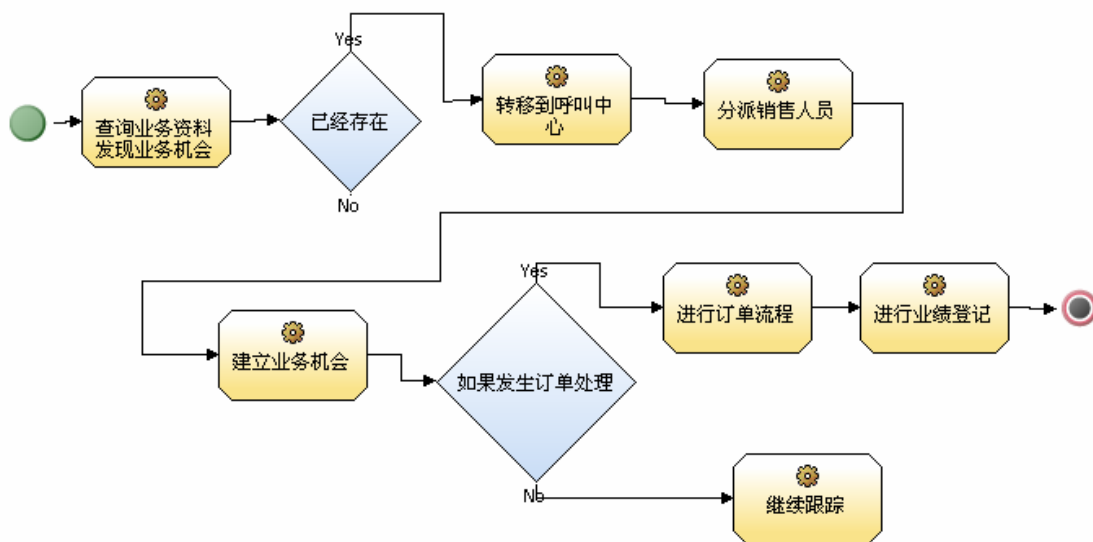 Yes
查询业务资料
发现业务机会
已经存在
No
转移到呼叫中
心
分派销售人员
建立业务机会
Yes
如果发生订单处理
No
进行订单流程
进行业绩登记
继续跟踪